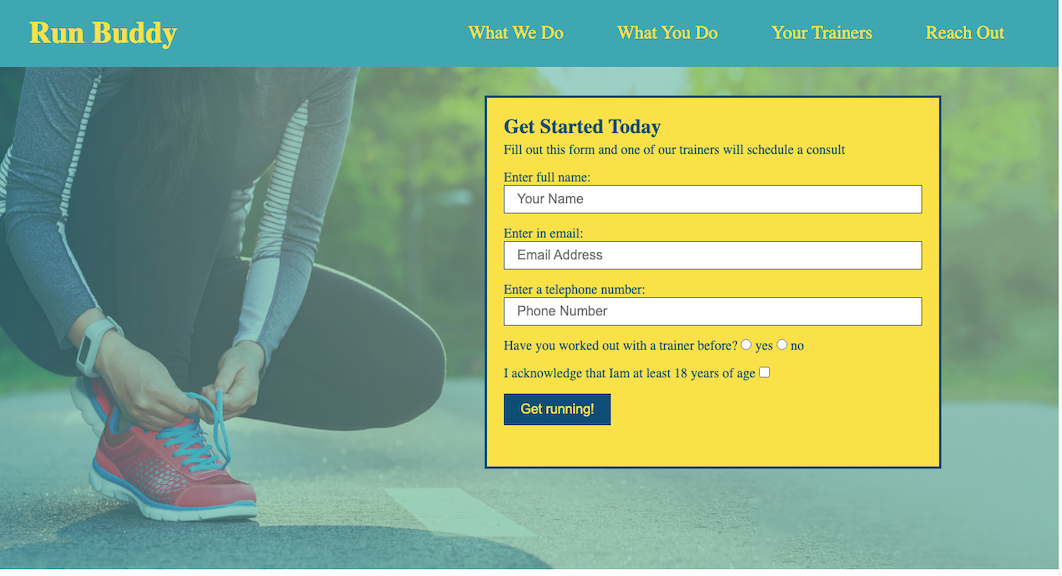 Run Buddy
What We Do
What You Do
Your Trainers
Reach Out
Get Started Today
Fill out this form and one of our trainers will schedule a consult
Enter full name:
Your Name
Enter in email:
Email Address
Enter a telephone number:
Phone Number
Have you worked out with a trainer before? yes no
I acknowledge that Iam at least 18 years of age
Get running!